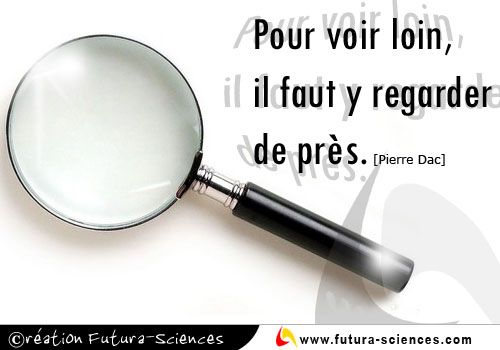 Pour voir loin,
il faut y regarder
de près. [Pierre Dac]
©réation Futura-Sciences
www.futura-sciences.com